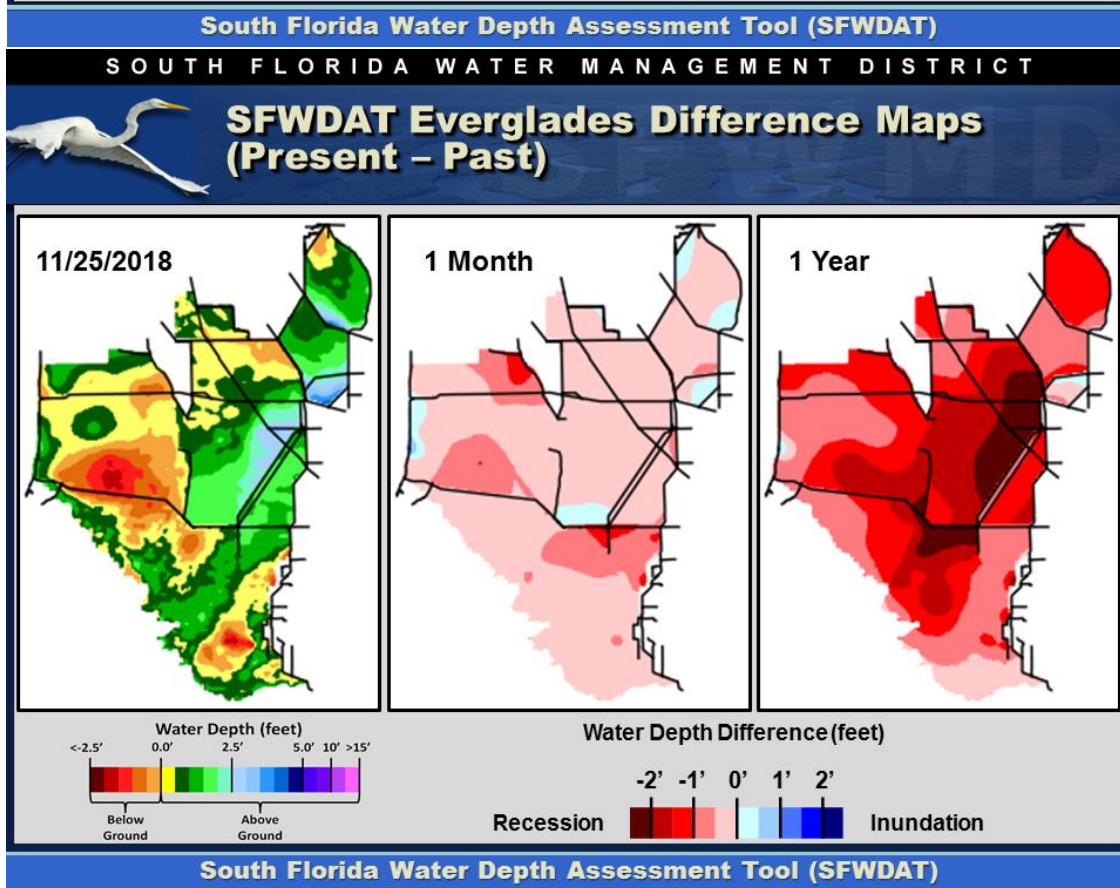 South Florida Water Depth Assessment Tool (SFWDAT)
SOUTH FLORIDA WATER MANAGEMENT DISTRICT
SFWDAT Everglades Difference Maps
(Present – Past)
SFWMD
11/25/2018
1 Month
1 Year
Water Depth (feet)
<-2.5' 0.0' 2.5' 5.0' 10' >15'
Below
Ground
Above
Ground
Water Depth Difference (feet)
-2' -1' 0' 1' 2'
Recession
Inundation
South Florida Water Depth Assessment Tool (SFWDAT)